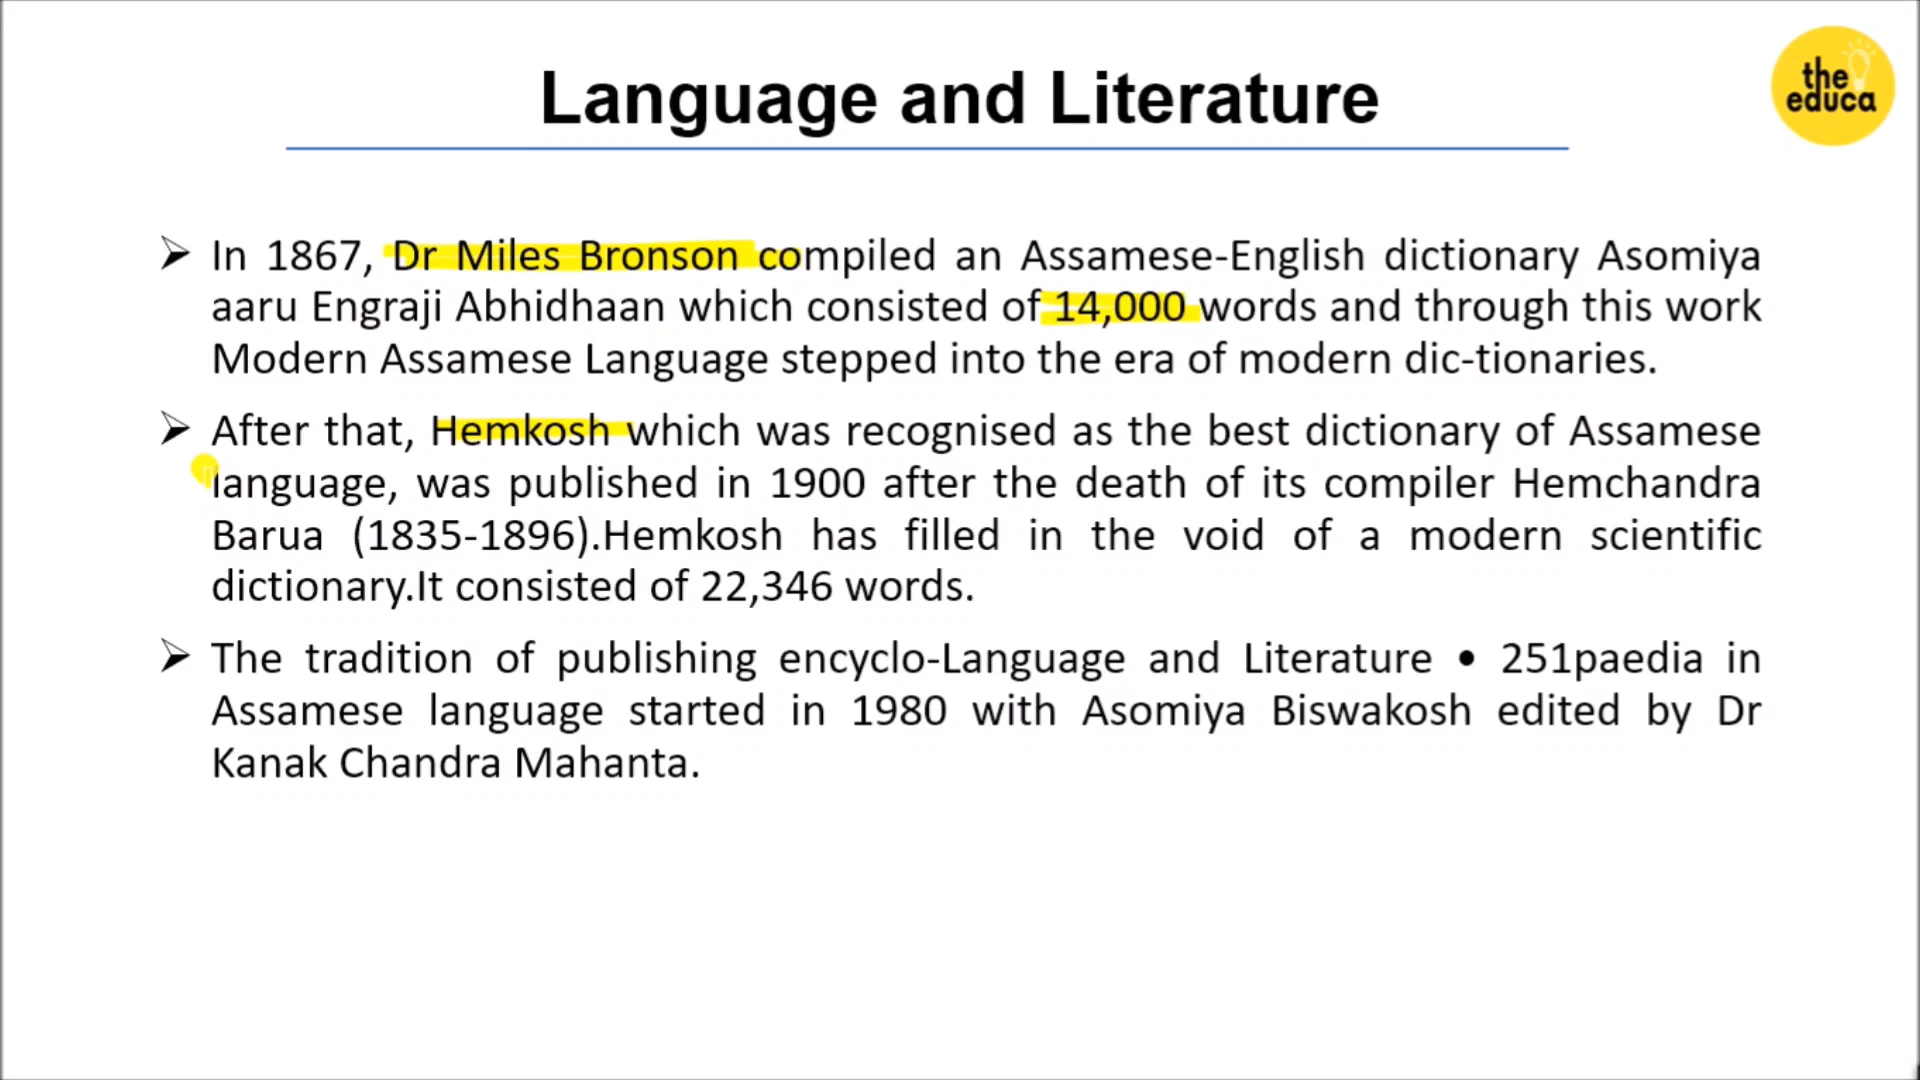 Language and Literature
the
educa
➢ In 1867, Dr Miles Bronson compiled an Assamese-English dictionary Asomiya
aaru Engraji Abhidhaan which consisted of 14,000 words and through this work
Modern Assamese Language stepped into the era of modern dic-tionaries.
➢ After that, Hemkosh which was recognised as the best dictionary of Assamese
language, was published in 1900 after the death of its compiler Hemchandra
Barua (1835-1896).Hemkosh has filled in the void of a modern scientific
dictionary.It consisted of 22,346 words.
➢ The tradition of publishing encyclo-Language and Literature • 251paedia in
Assamese language started in 1980 with Asomiya Biswakosh edited by Dr
Kanak Chandra Mahanta.